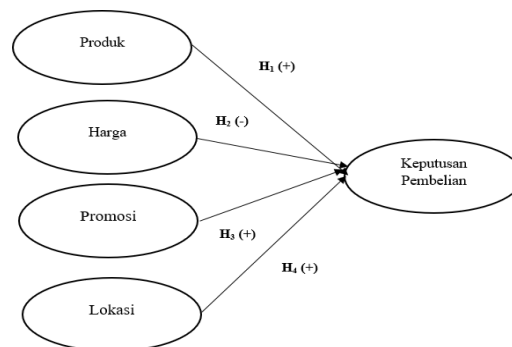 Produk
H₁ (+)
H₂ (-)
Harga
Keputusan
Pembelian
Promosi
H₃ (+)
H₄ (+)
Lokasi